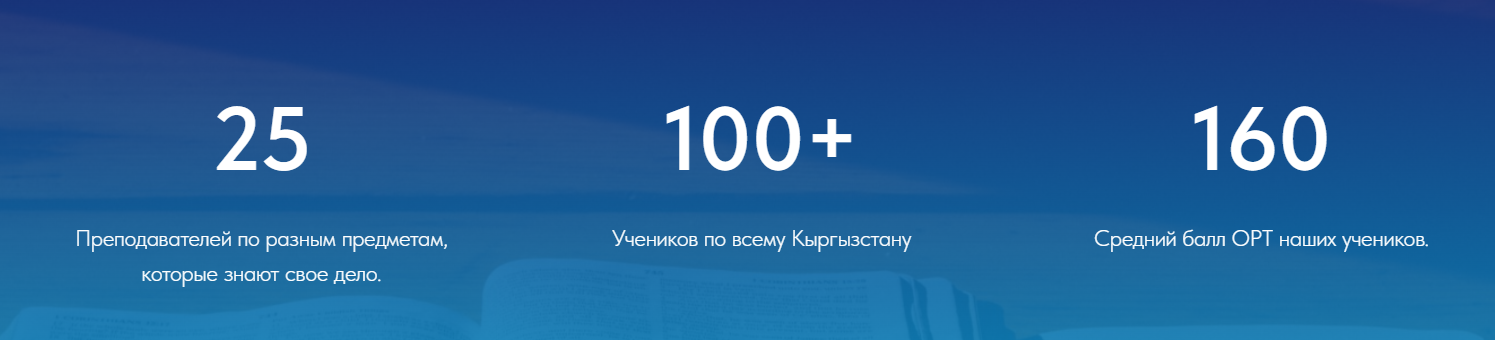 25
Преподавателей по разным предметам,
которые знают свое дело.
100+
Учеников по всему Кыргызстану
160
Средний балл ОРТ наших учеников.